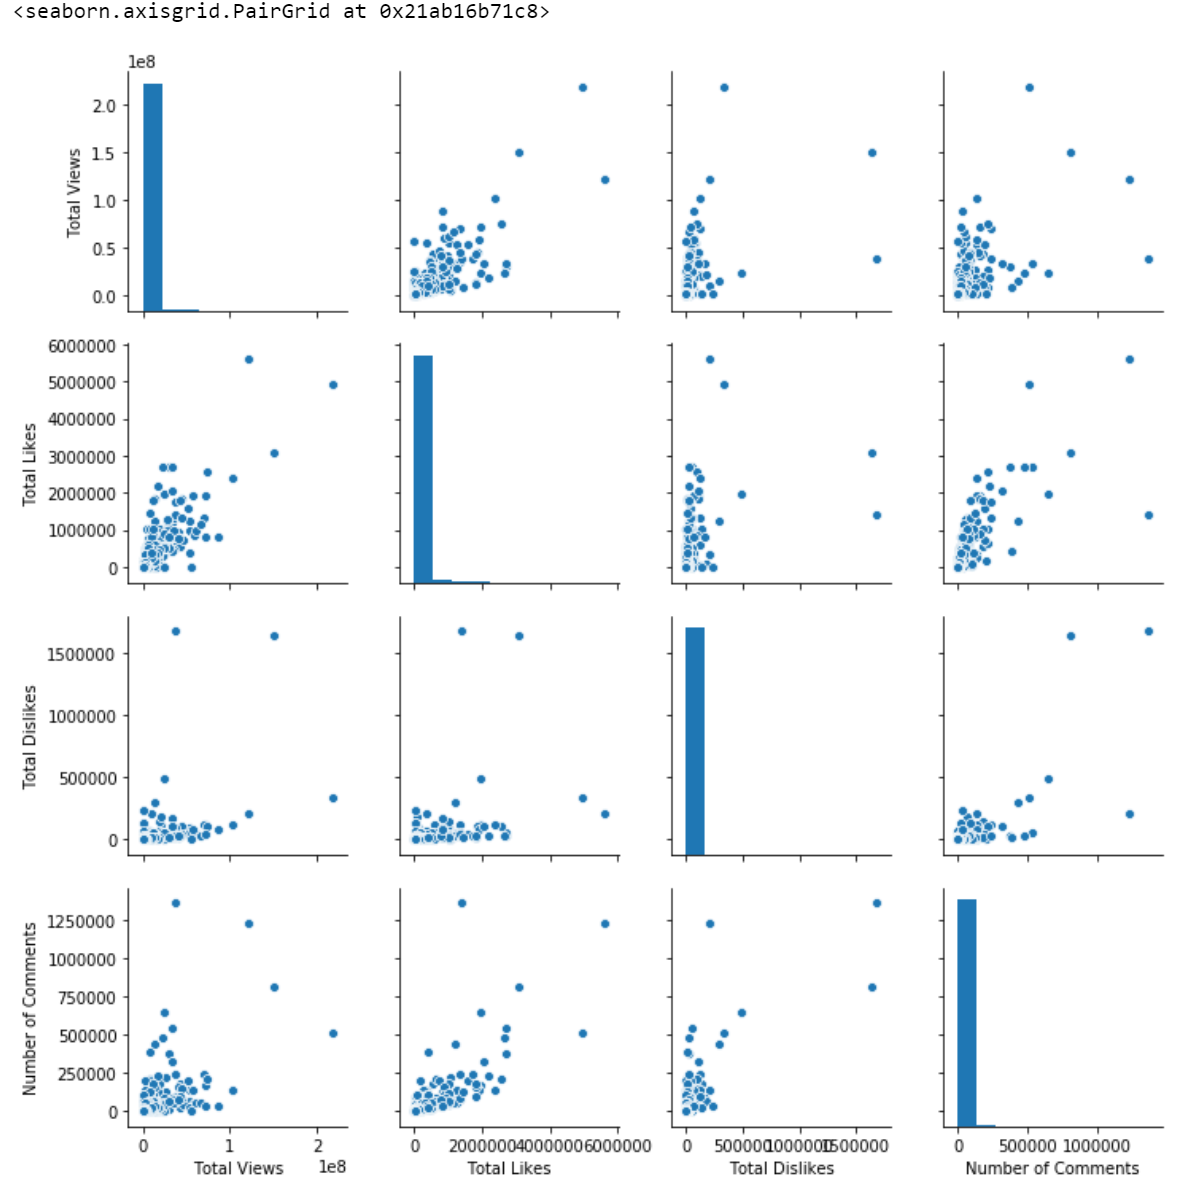 <seaborn.axisgrid.PairGrid at 0x21ab16b71c8>
1e8
2.0
1.5
1.0
0.5
0.0
Total Views
6000000
5000000
4000000
3000000
2000000
1000000
0
Total Likes
1500000
1000000
500000
0
Total Dislikes
1250000
1000000
750000
500000
250000
0
Number of Comments
0 1 2
1e8
Total Views
0 2000000 4000000 6000000
Total Likes
0 500000 1000000 1500000
Total Dislikes
0 500000 1000000
Number of Comments